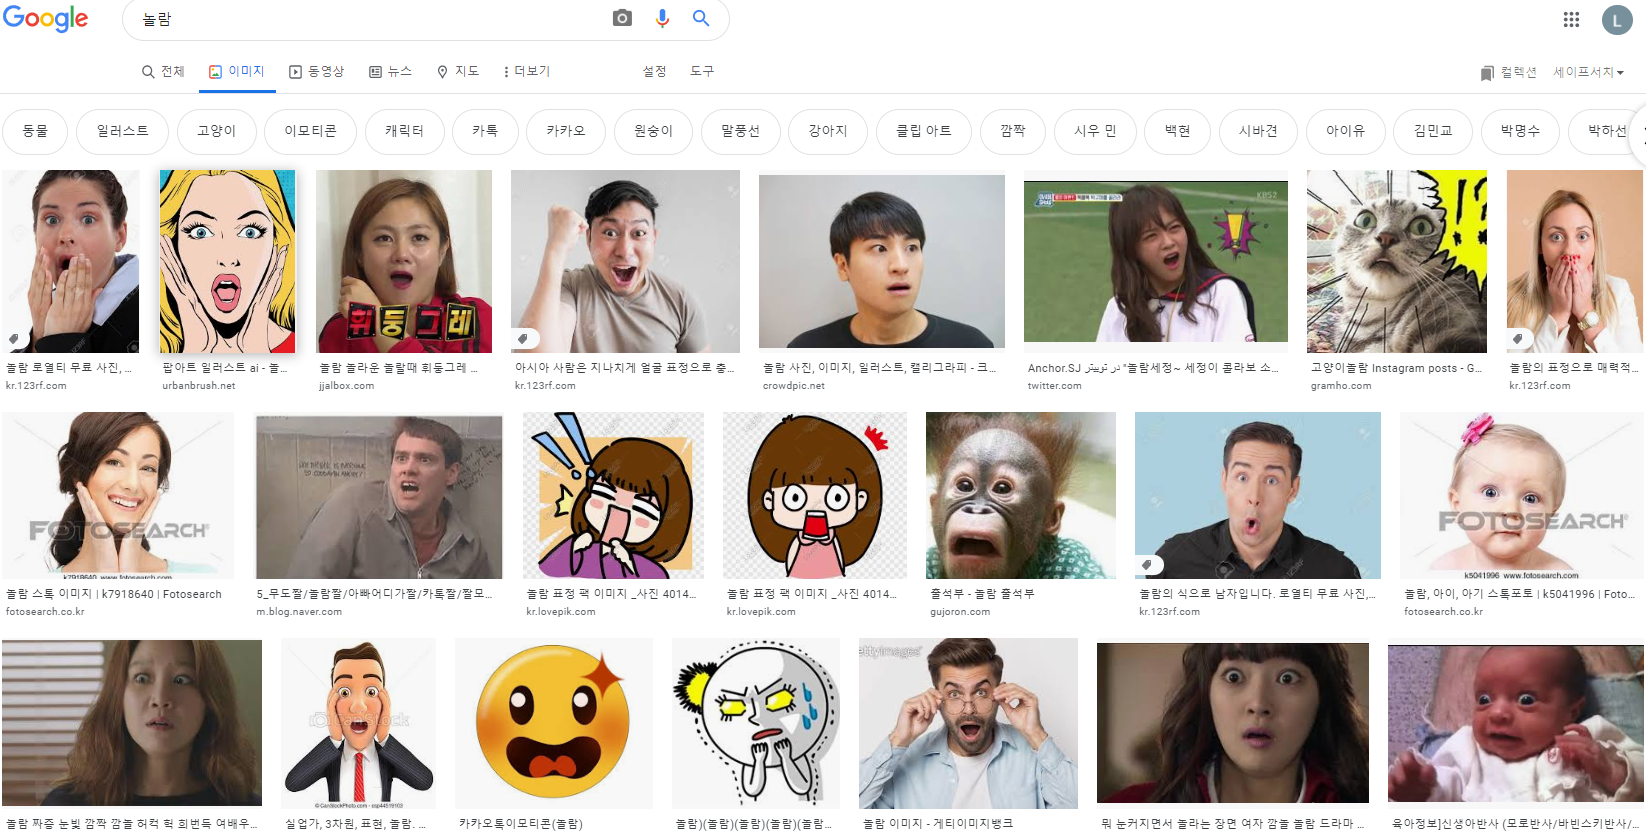 Google
놀람
L
전체 이미지 동영상 뉴스 지도 더보기 설정 도구
컬렉션 세이프서치
동물 일러스트 고양이 이모티콘 캐릭터 카톡 카카오 원숭이 말풍선 강아지 클립 아트 깜짝 시우 민 백현 시바견 아이유 김민교 박명수 박하선
휘둥그레
KBS2
놀람 로열티 무료 사진, ...
kr.123rf.com
팝아트 일러스트 ai - 놀...
urbanbrush.net
놀람 놀라운 놀랄때 휘둥그레 ...
jjalbox.com
아시아 사람은 지나치게 얼굴 표정으로 충...
kr.123rf.com
놀람 사진, 이미지, 일러스트, 캘리그라피 - 크...
crowdpic.net
Anchor.SJ در توییتر "놀람세정~ 세정이 콜라보 소...
twitter.com
고양이놀람 Instagram posts - G...
gramho.com
놀람의 표정으로 매력적...
kr.123rf.com
FOTOSEARCH
k7918640 www.fotosearch.com
FOTOSEARCH
k5041996 www.fotosearch.com
놀람 스톡 이미지 | k7918640 | Fotosearch
fotosearch.co.kr
5_무도짤/놀람짤/아빠어디가짤/카톡짤/짤모...
m.blog.naver.com
놀람 표정 팩 이미지 _사진 4014...
kr.lovepik.com
놀람 표정 팩 이미지 _사진 4014...
kr.lovepik.com
출석부 - 놀람 출석부
gujoron.com
놀람의 식으로 남자입니다. 로열티 무료 사진,...
kr.123rf.com
놀람, 아이, 아기 스톡포토 | k5041996 | Foto...
fotosearch.co.kr
CanStock
© CanStockPhoto.com - csp44519103
ettyimages
놀람 짜증 눈빛 깜짝 깜놀 허걱 헉 희번득 여배우...
실업가, 3차원, 표현, 놀람. ...
카카오톡이모티콘(놀람)
놀람)(놀람)(놀람)(놀람)(놀람...
놀람 이미지 - 게티이미지뱅크
뭐 눈커지면서 놀라는 장면 여자 깜놀 놀람 드라마 ...
육아정보]신생아반사 (모로반사/바빈스키반사/...